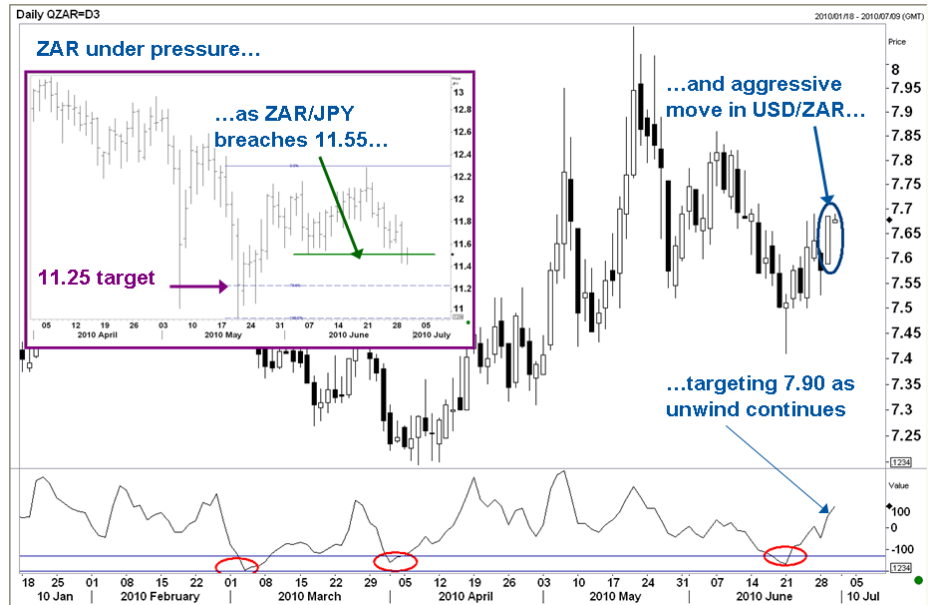 Daily QZAR=D3
2010/01/18 - 2010/07/09 (GMT)
ZAR under pressure…
Price
8
7.95
7.9
7.85
7.8
7.75
7.7
7.65
7.6
7.55
7.5
7.45
7.4
7.35
7.3
7.25
1234
…and aggressive
move in USD/ZAR…
…as ZAR/JPY
breaches 11.55…
11.25 target
Price
13
12.8
12.6
12.4
12.2
12
11.8
11.6
11.4
11.2
11
05 12 19 26 03 10 17 24 31 07 14 21 28 05
2010 April 2010 May 2010 June 2010 July
…targeting 7.90 as
unwind continues
Value
100
0
-100
1234
18 25 01 08 15 22 01 08 15 22 29 05 12 19 26 03 10 17 24 31 07 14 21 28 05
10 Jan 2010 February 2010 March 2010 April 2010 May 2010 June 10 Jul